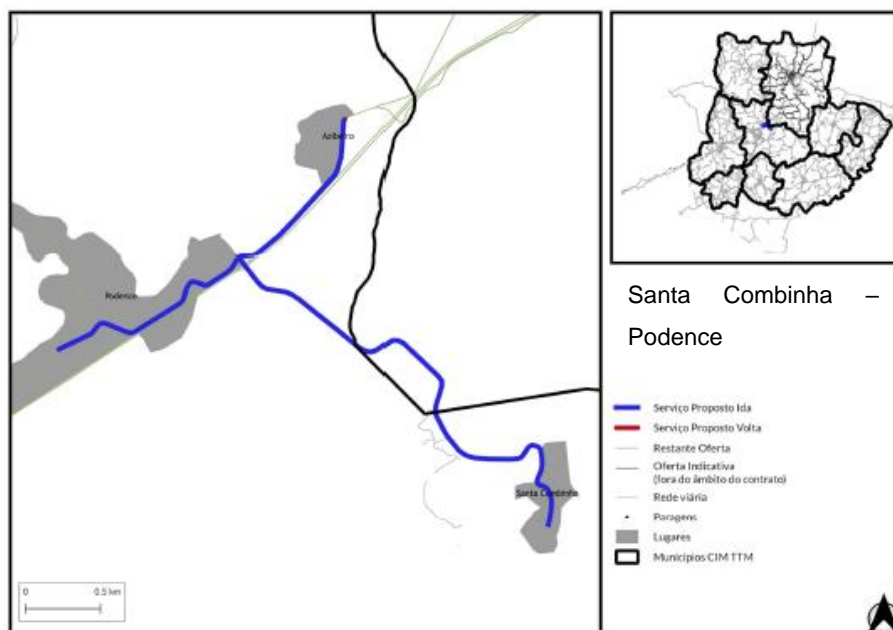 Azibeiro
Podence
Santa Combinha
0 0.5 km
Santa Combinha –
Podence
Serviço Proposto Ida
Serviço Proposto Volta
Restante Oferta
Oferta Indicativa
(fora do âmbito do contrato)
Rede viária
Paragens
Lugares
Municípios CIM TTM